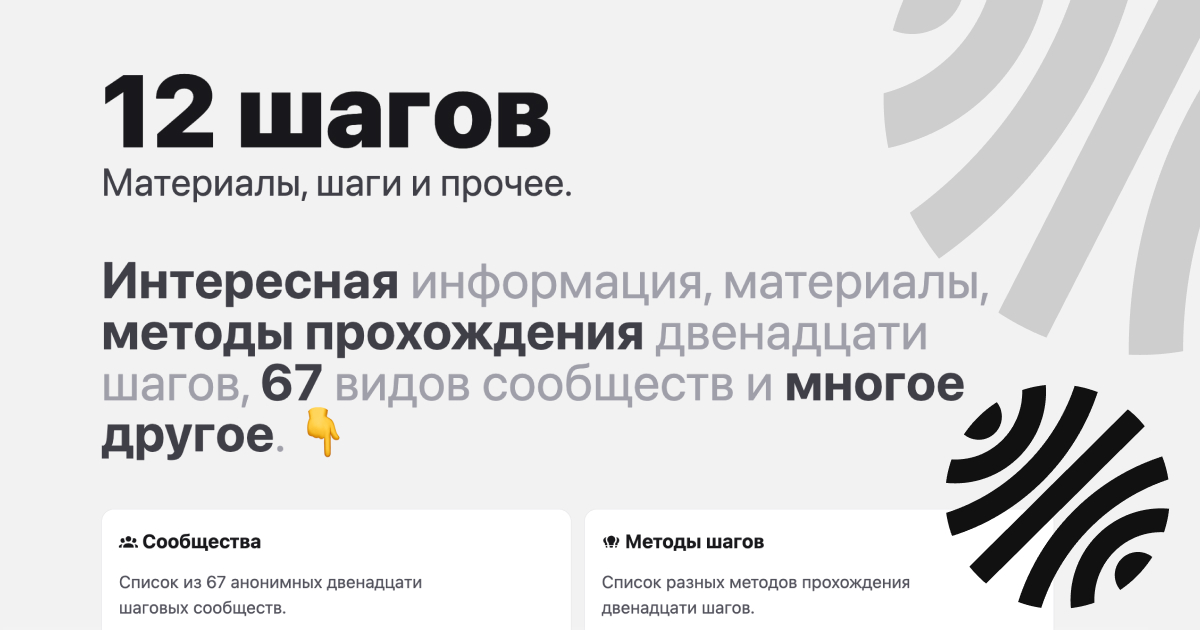 12 шагов
Материалы, шаги и прочее.
Интересная информация, материалы,
методы прохождения двенадцати
шагов, 67 видов сообществ и многое
другое. 👇
Сообщества
Список из 67 анонимных двенадцати
шаговых сообществ.
Методы шагов
Список разных методов прохождения
двенадцати шагов.